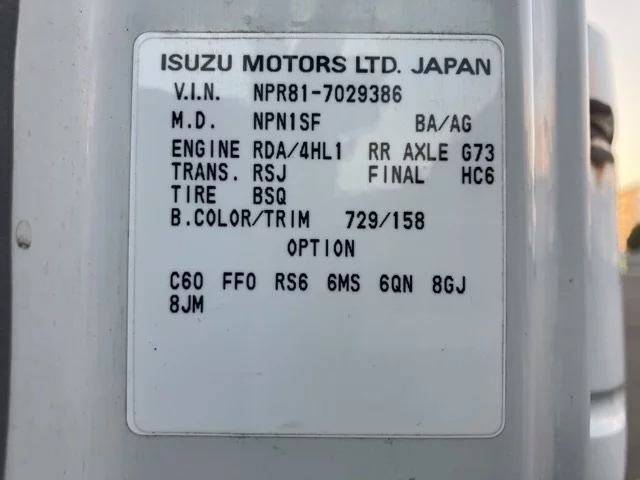 ISUZU MOTORS LTD. JAPAN
V.I.N. NPR81-7029386
M.D. NPN1SF BA/AG
ENGINE RDA/4HL1 RR AXLE G73
TRANS. RSJ FINAL HC6
TIRE BSQ
B.COLOR/TRIM 729/158
OPTION
C60 FF0 RS6 6MS 6QN 8GJ
8JM